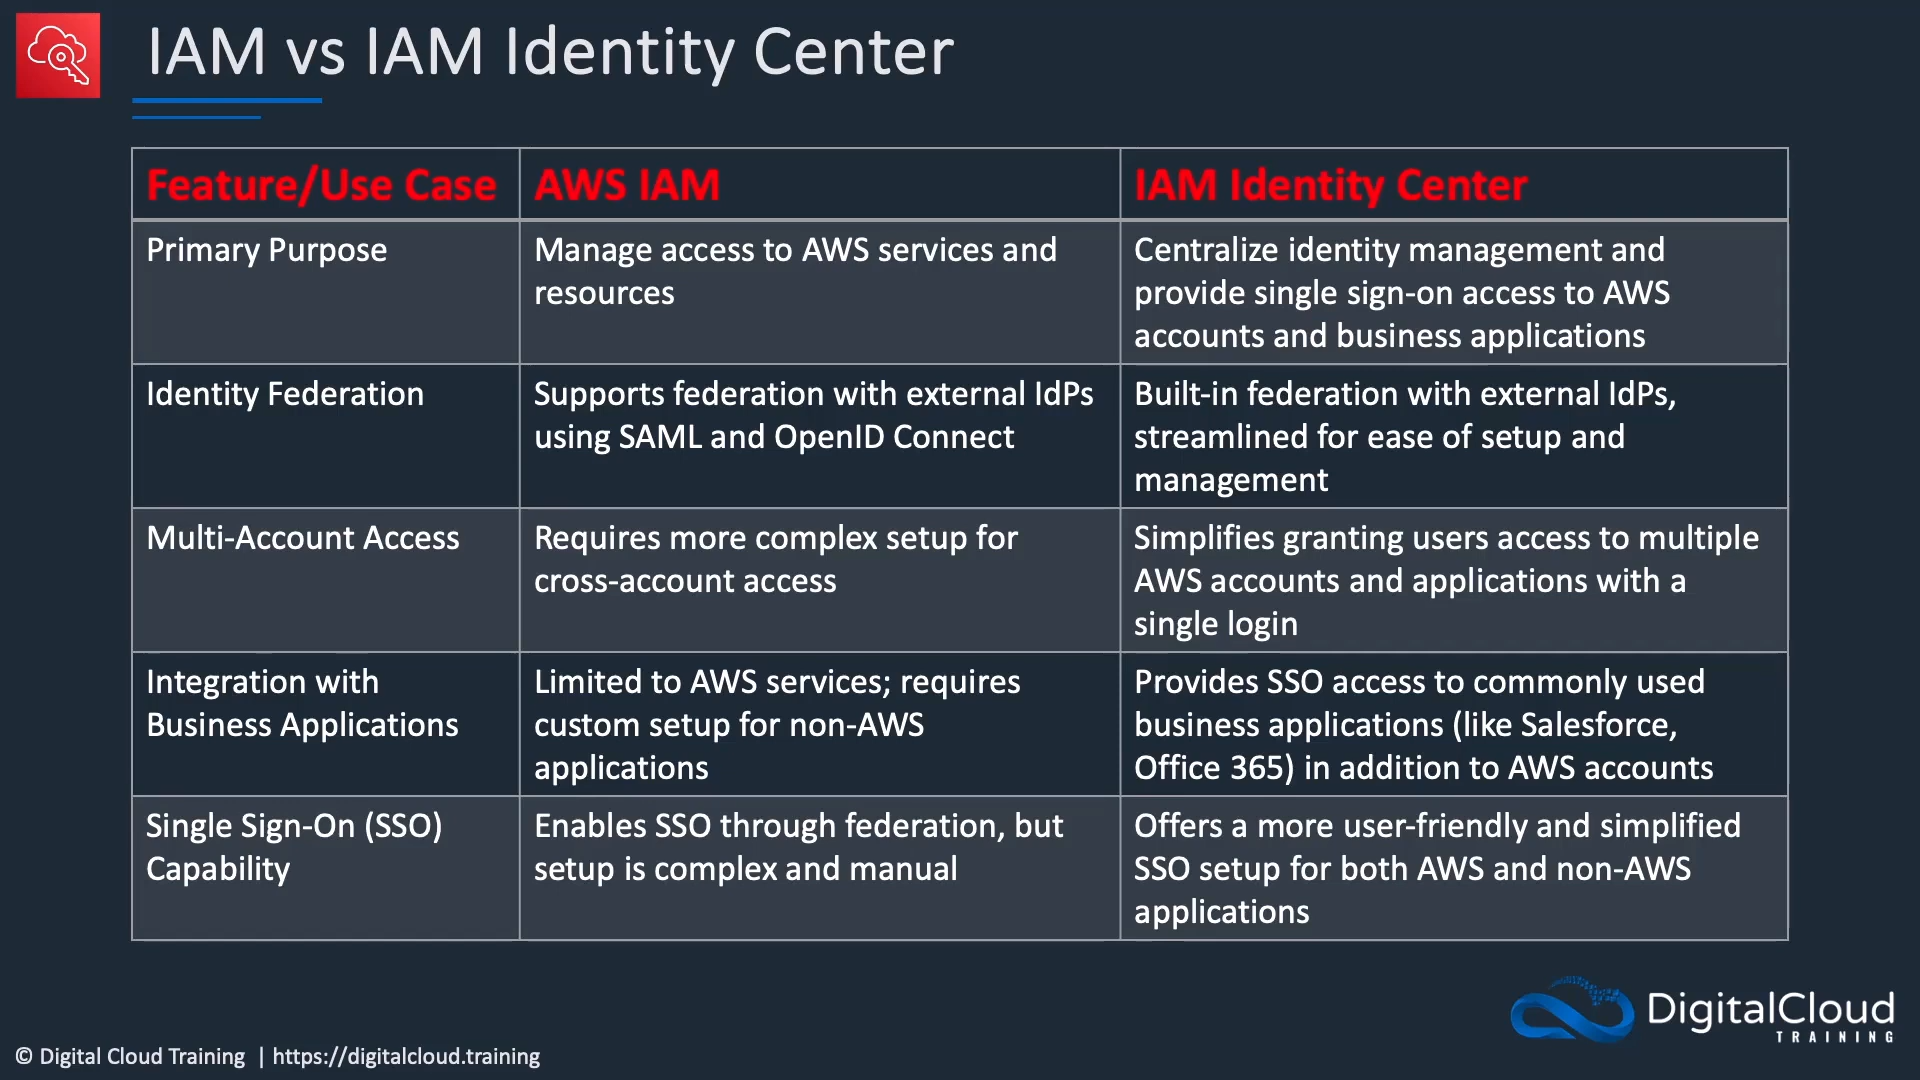 IAM vs IAM Identity Center
Feature/Use Case
AWS IAM
IAM Identity Center
Primary Purpose
Manage access to AWS services and
resources
Centralize identity management and
provide single sign-on access to AWS
accounts and business applications
Identity Federation
Supports federation with external IdPs
using SAML and OpenID Connect
Built-in federation with external IdPs,
streamlined for ease of setup and
management
Multi-Account Access
Requires more complex setup for
cross-account access
Simplifies granting users access to multiple
AWS accounts and applications with a
single login
Integration with
Business Applications
Limited to AWS services; requires
custom setup for non-AWS
applications
Provides SSO access to commonly used
business applications (like Salesforce,
Office 365) in addition to AWS accounts
Single Sign-On (SSO)
Capability
Enables SSO through federation, but
setup is complex and manual
Offers a more user-friendly and simplified
SSO setup for both AWS and non-AWS
applications
DigitalCloud
TRAINING
© Digital Cloud Training | https://digitalcloud.training